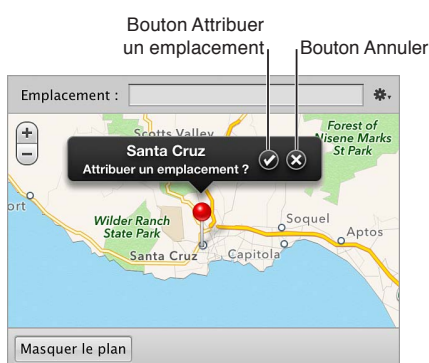 Bouton Attribuer
un emplacement
Bouton Annuler
Emplacement :
+
Scotts Valley
Forest of
Nisene Marks
St Park
−
Santa Cruz
Attribuer un emplacement ?
ort
Wilder Ranch
State Park
Soquel
Aptos
Santa Cruz
Capitola
Masquer le plan